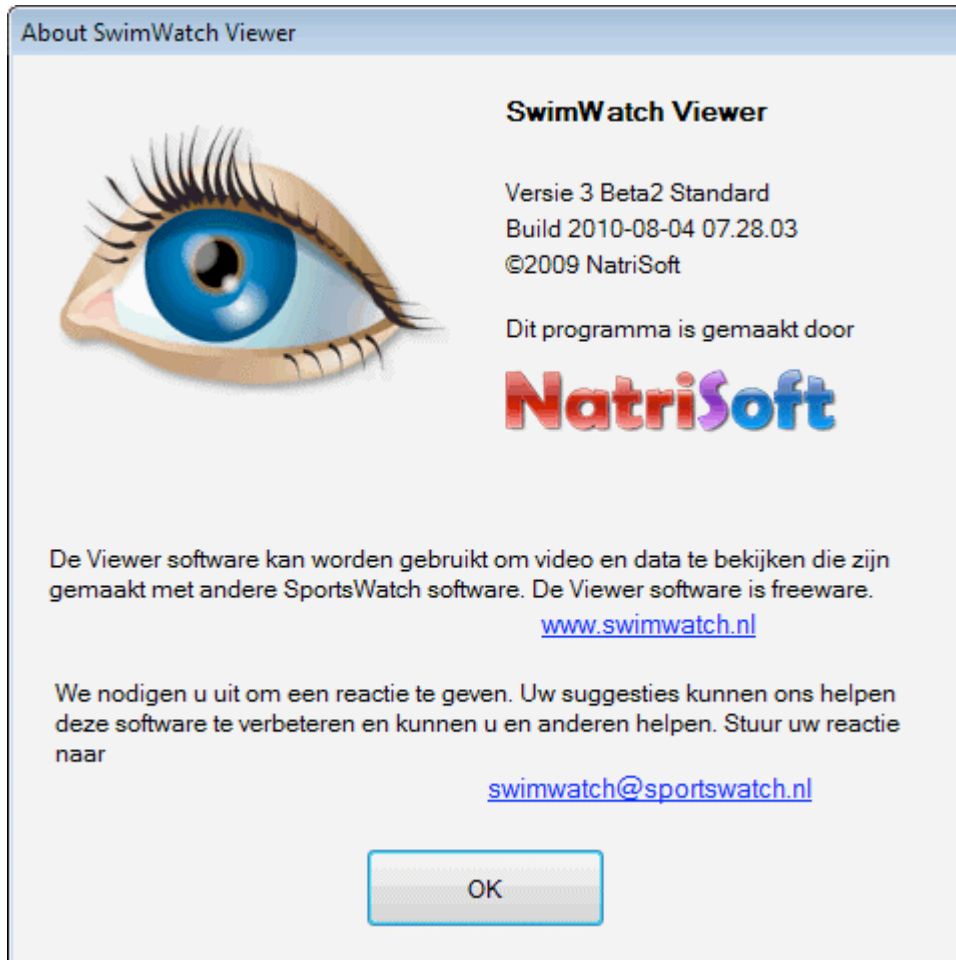 About SwimWatch Viewer
SwimWatch Viewer
Versie 3 Beta2 Standard
Build 2010-08-04 07.28.03
©2009 NatriSoft
Dit programma is gemaakt door
NatriSoft
De Viewer software kan worden gebruikt om video en data te bekijken die zijn
gemaakt met andere SportsWatch software. De Viewer software is freeware.
www.swimwatch.nl
We nodigen u uit om een reactie te geven. Uw suggesties kunnen ons helpen
deze software te verbeteren en kunnen u en anderen helpen. Stuur uw reactie
naar
swimwatch@sportswatch.nl
OK